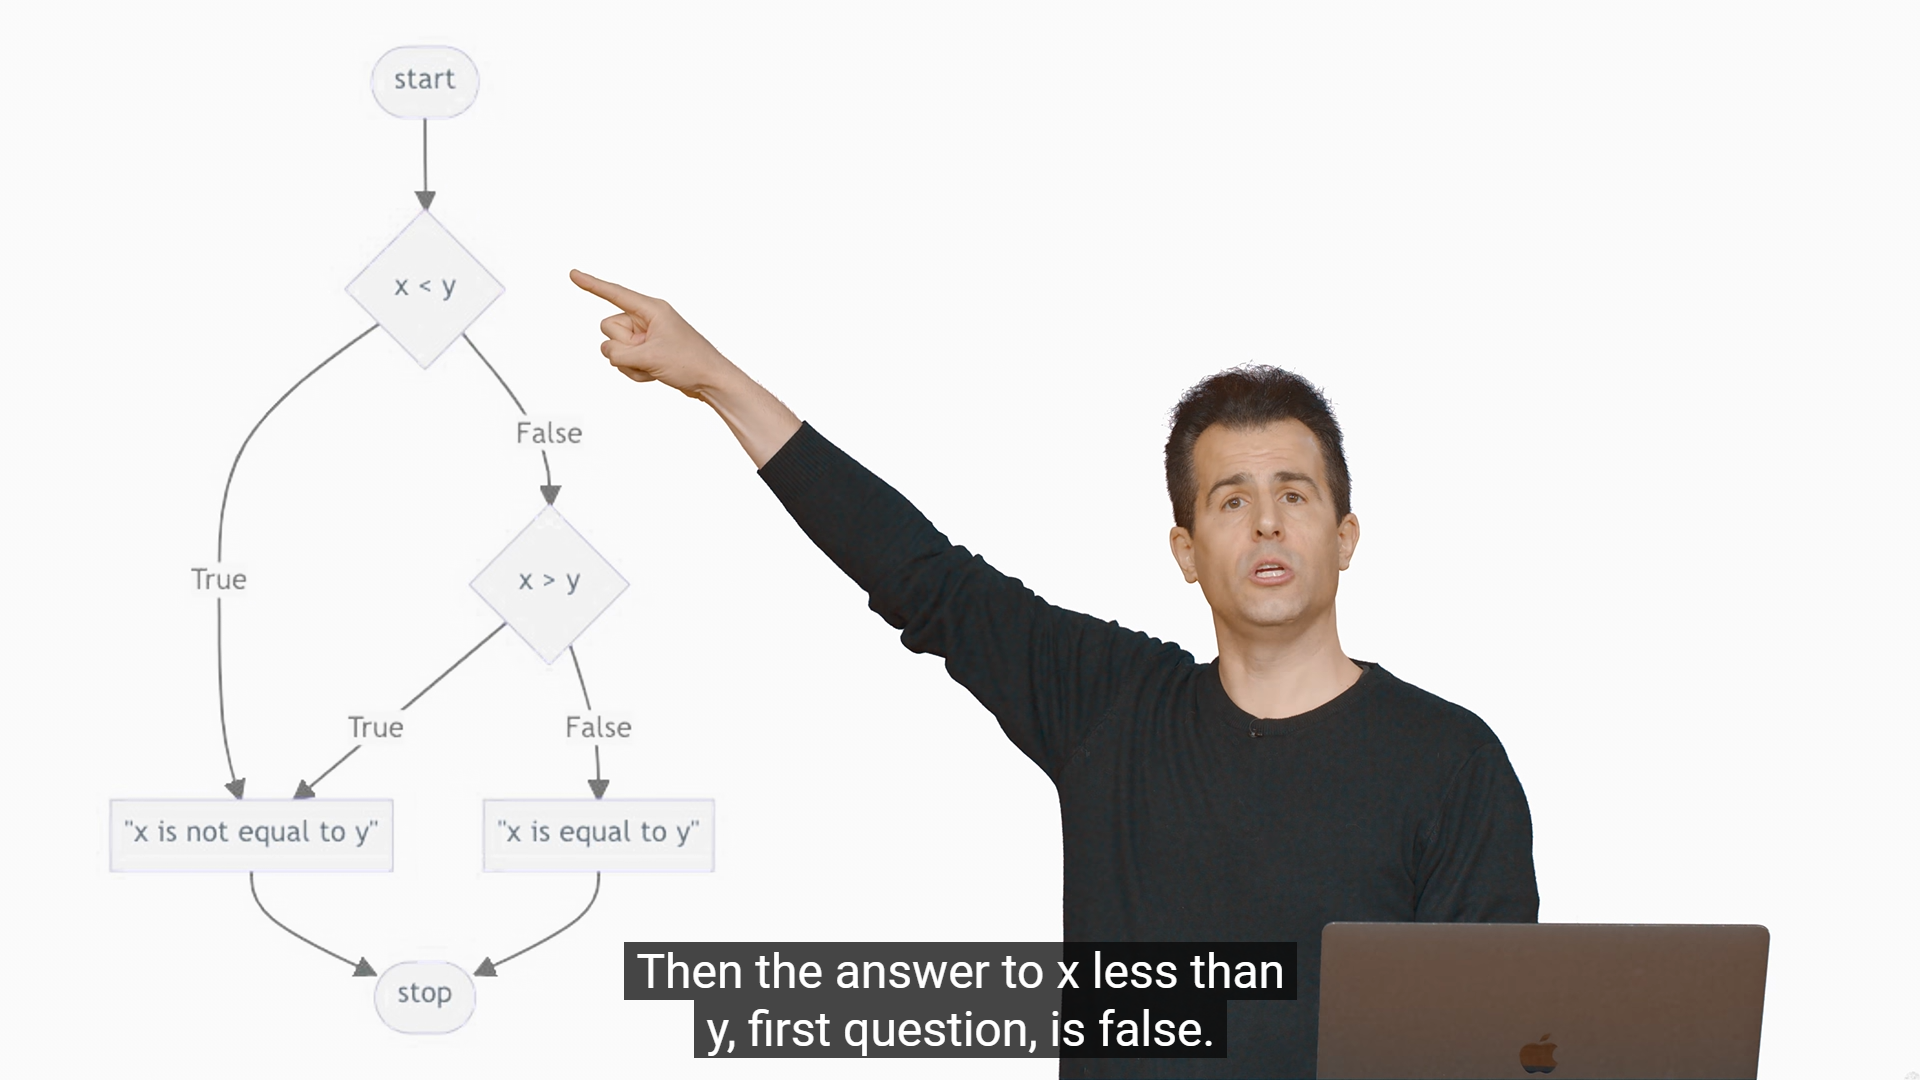 start
x < y
False
True
x > y
True
False
"x is not equal to y"
"x is equal to y"
stop
Then the answer to x less than
y, first question, is false.